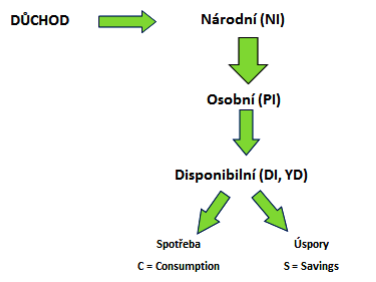 DŮCHOD
Národní (NI)
Osobní (PI)
Disponibilní (DI, YD)
Spotřeba
Úspory
C = Consumption
S = Savings